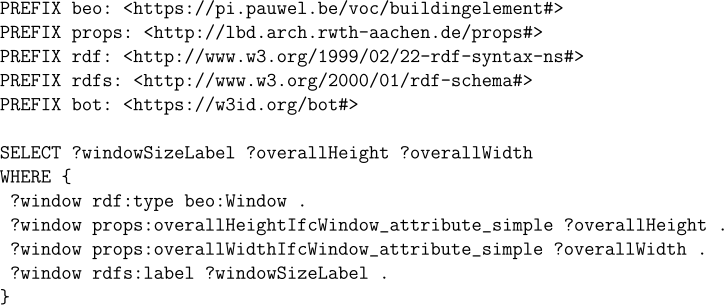 PREFIX beo: <https://pi.pauwel.be/voc/buildingelement#>
PREFIX props: <http://lbd.arch.rwth-aachen.de/props#>
PREFIX rdf: <http://www.w3.org/1999/02/22-rdf-syntax-ns#>
PREFIX rdfs: <http://www.w3.org/2000/01/rdf-schema#>
PREFIX bot: <https://w3id.org/bot#>

SELECT ?windowSizeLabel ?overallHeight ?overallWidth
WHERE {
 ?window rdf:type beo:Window .
 ?window props:overallHeightIfcWindow_attribute_simple ?overallHeight .
 ?window props:overallWidthIfcWindow_attribute_simple ?overallWidth .
 ?window rdfs:label ?windowSizeLabel .
}